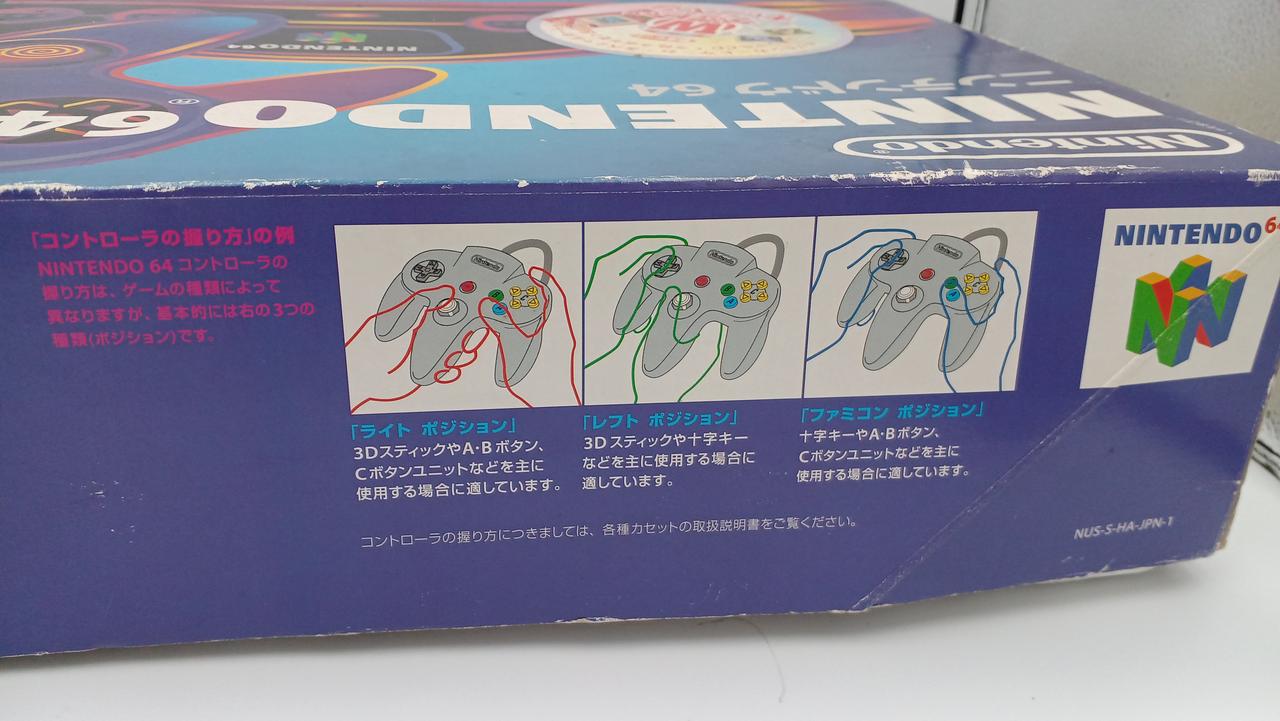 NINTENDO 64
ニンテンドウ 64
NINTENDO 64®
Nintendo®
「コントローラの握り方」の例
NINTENDO 64 コントローラの
握り方は、ゲームの種類によって
異なりますが、基本的には右の3つの
種類(ポジション)です。
Nintendo
Nintendo
Nintendo
「ライト ポジション」
3DスティックやA・Bボタン、
Cボタンユニットなどを主に
使用する場合に適しています。
「レフト ポジション」
3Dスティックや十字キー
などを主に使用する場合に
適しています。
「ファミコン ポジション」
十字キーやA・Bボタン、
Cボタンユニットなどを主に
使用する場合に適しています。
コントローラの握り方につきましては、各種カセットの取扱説明書をご覧ください。
NINTENDO 64
NUS-S-HA-JPN-1